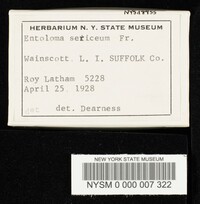 HERBARIUM N. Y. STATE MUSEUM
Entoloma sericeum Fr,
Wainscott L. I, SUFFOLK Co.
Roy Latham 5228
April 25 1928
det. Dearness
NEW YORK STATE MUSEUM
NYSM 0 000 007 322